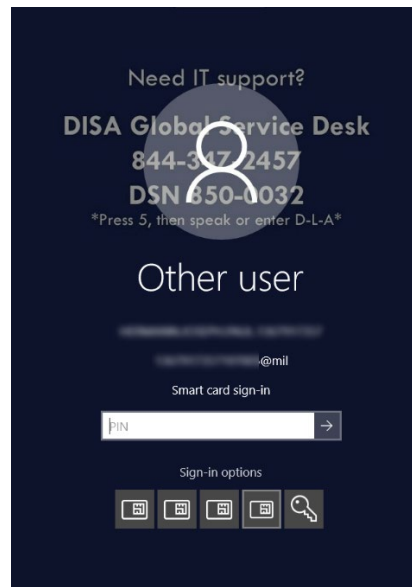 Need IT support?
DISA Global Service Desk
844-347-2457
DSN 850-0032
*Press 5, then speak or enter D-L-A*
Other user
@mil
Smart card sign-in
PIN
Sign-in options